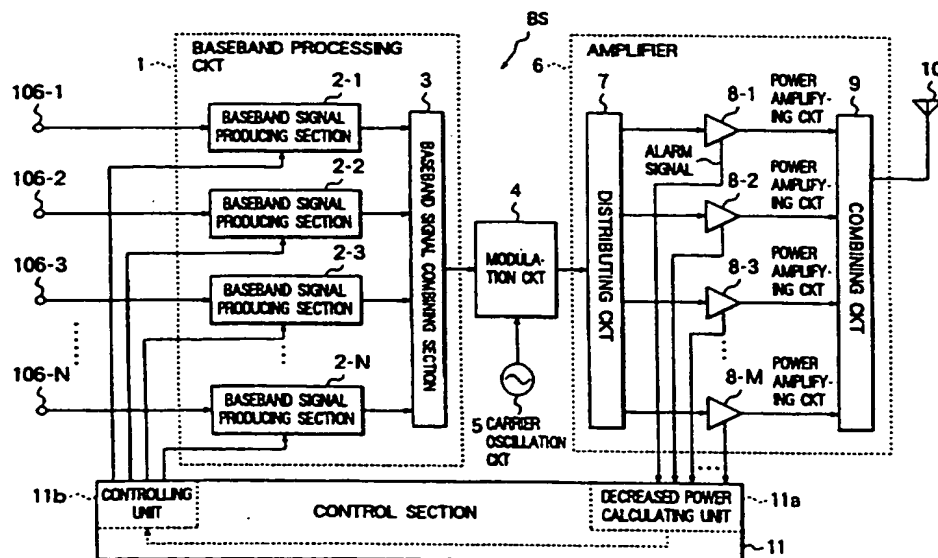 BS
1
BASEBAND PROCESSING
CKT
6
AMPLIFIER
10
106-1
2-1
BASEBAND SIGNAL
PRODUCING SECTION
3
BASEBAND SIGNAL COMBINING SECTION
7
DISTRIBUTING CKT
8-1
POWER
AMPLIFY-
ING CKT
9
COMBINING CKT
ALARM
SIGNAL
106-2
2-2
BASEBAND SIGNAL
PRODUCING SECTION
4
MODULA-
TION CKT
8-2
POWER
AMPLIFY-
ING CKT
106-3
2-3
BASEBAND SIGNAL
PRODUCING SECTION
8-3
POWER
AMPLIFY-
ING CKT
106-N
2-N
BASEBAND SIGNAL
PRODUCING SECTION
5 CARRIER
OSCILLATION
CKT
8-M
POWER
AMPLIFY-
ING CKT
11b
CONTROLLING
UNIT
CONTROL SECTION
DECREASED POWER
CALCULATING UNIT
11a
11